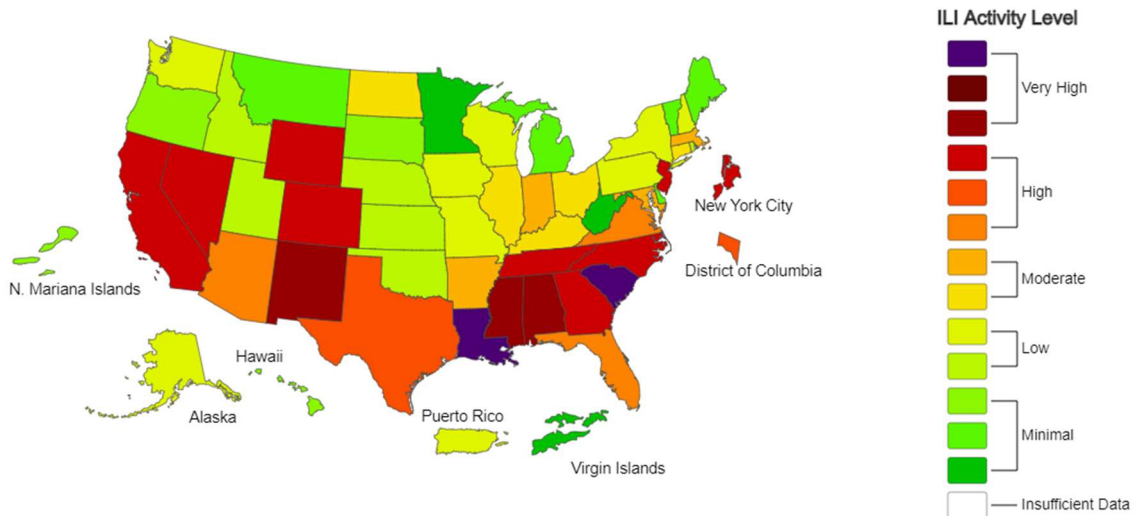 ILI Activity Level
Very High
High
Moderate
Low
Minimal
Insufficient Data
New York City
District of Columbia
N. Mariana Islands
Hawaii
Alaska
Puerto Rico
Virgin Islands